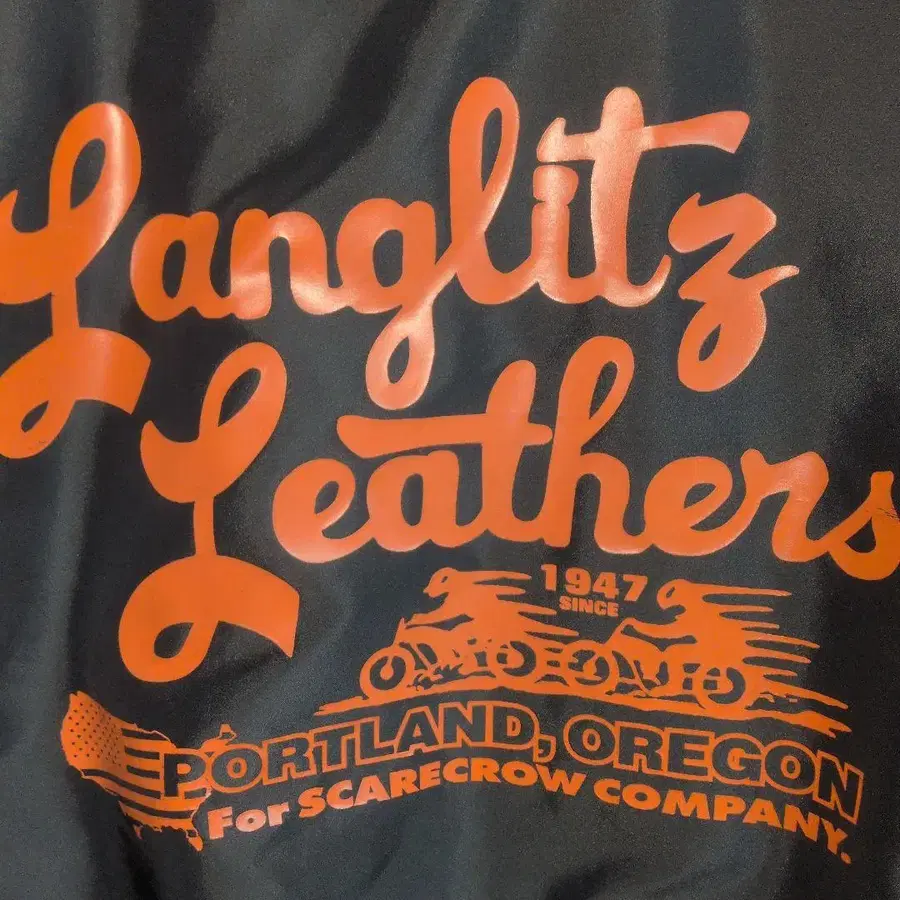 Langlitz
Leathers
1947
SINCE
PORTLAND, OREGON
For SCARECROW COMPANY.